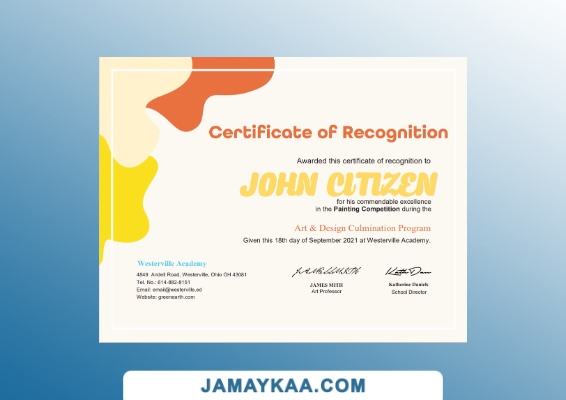 Certificate of Recognition
Awarded this certificate of recognition to
JOHN CITIZEN
for his commendable excellence
in the Painting Competition during the
Art & Design Culmination Program
Given this 18th day of September 2021 at Westerville Academy.
Westerville Academy
4849 Andell Road, Westerville, Ohio OH 43081
Tel. No.: 614-882-8191
Email: email@westerville.ed
Website: greenearth.com
JAMES MITH
Art Professor
Katherine Daniels
School Director
JAMAYKAA.COM